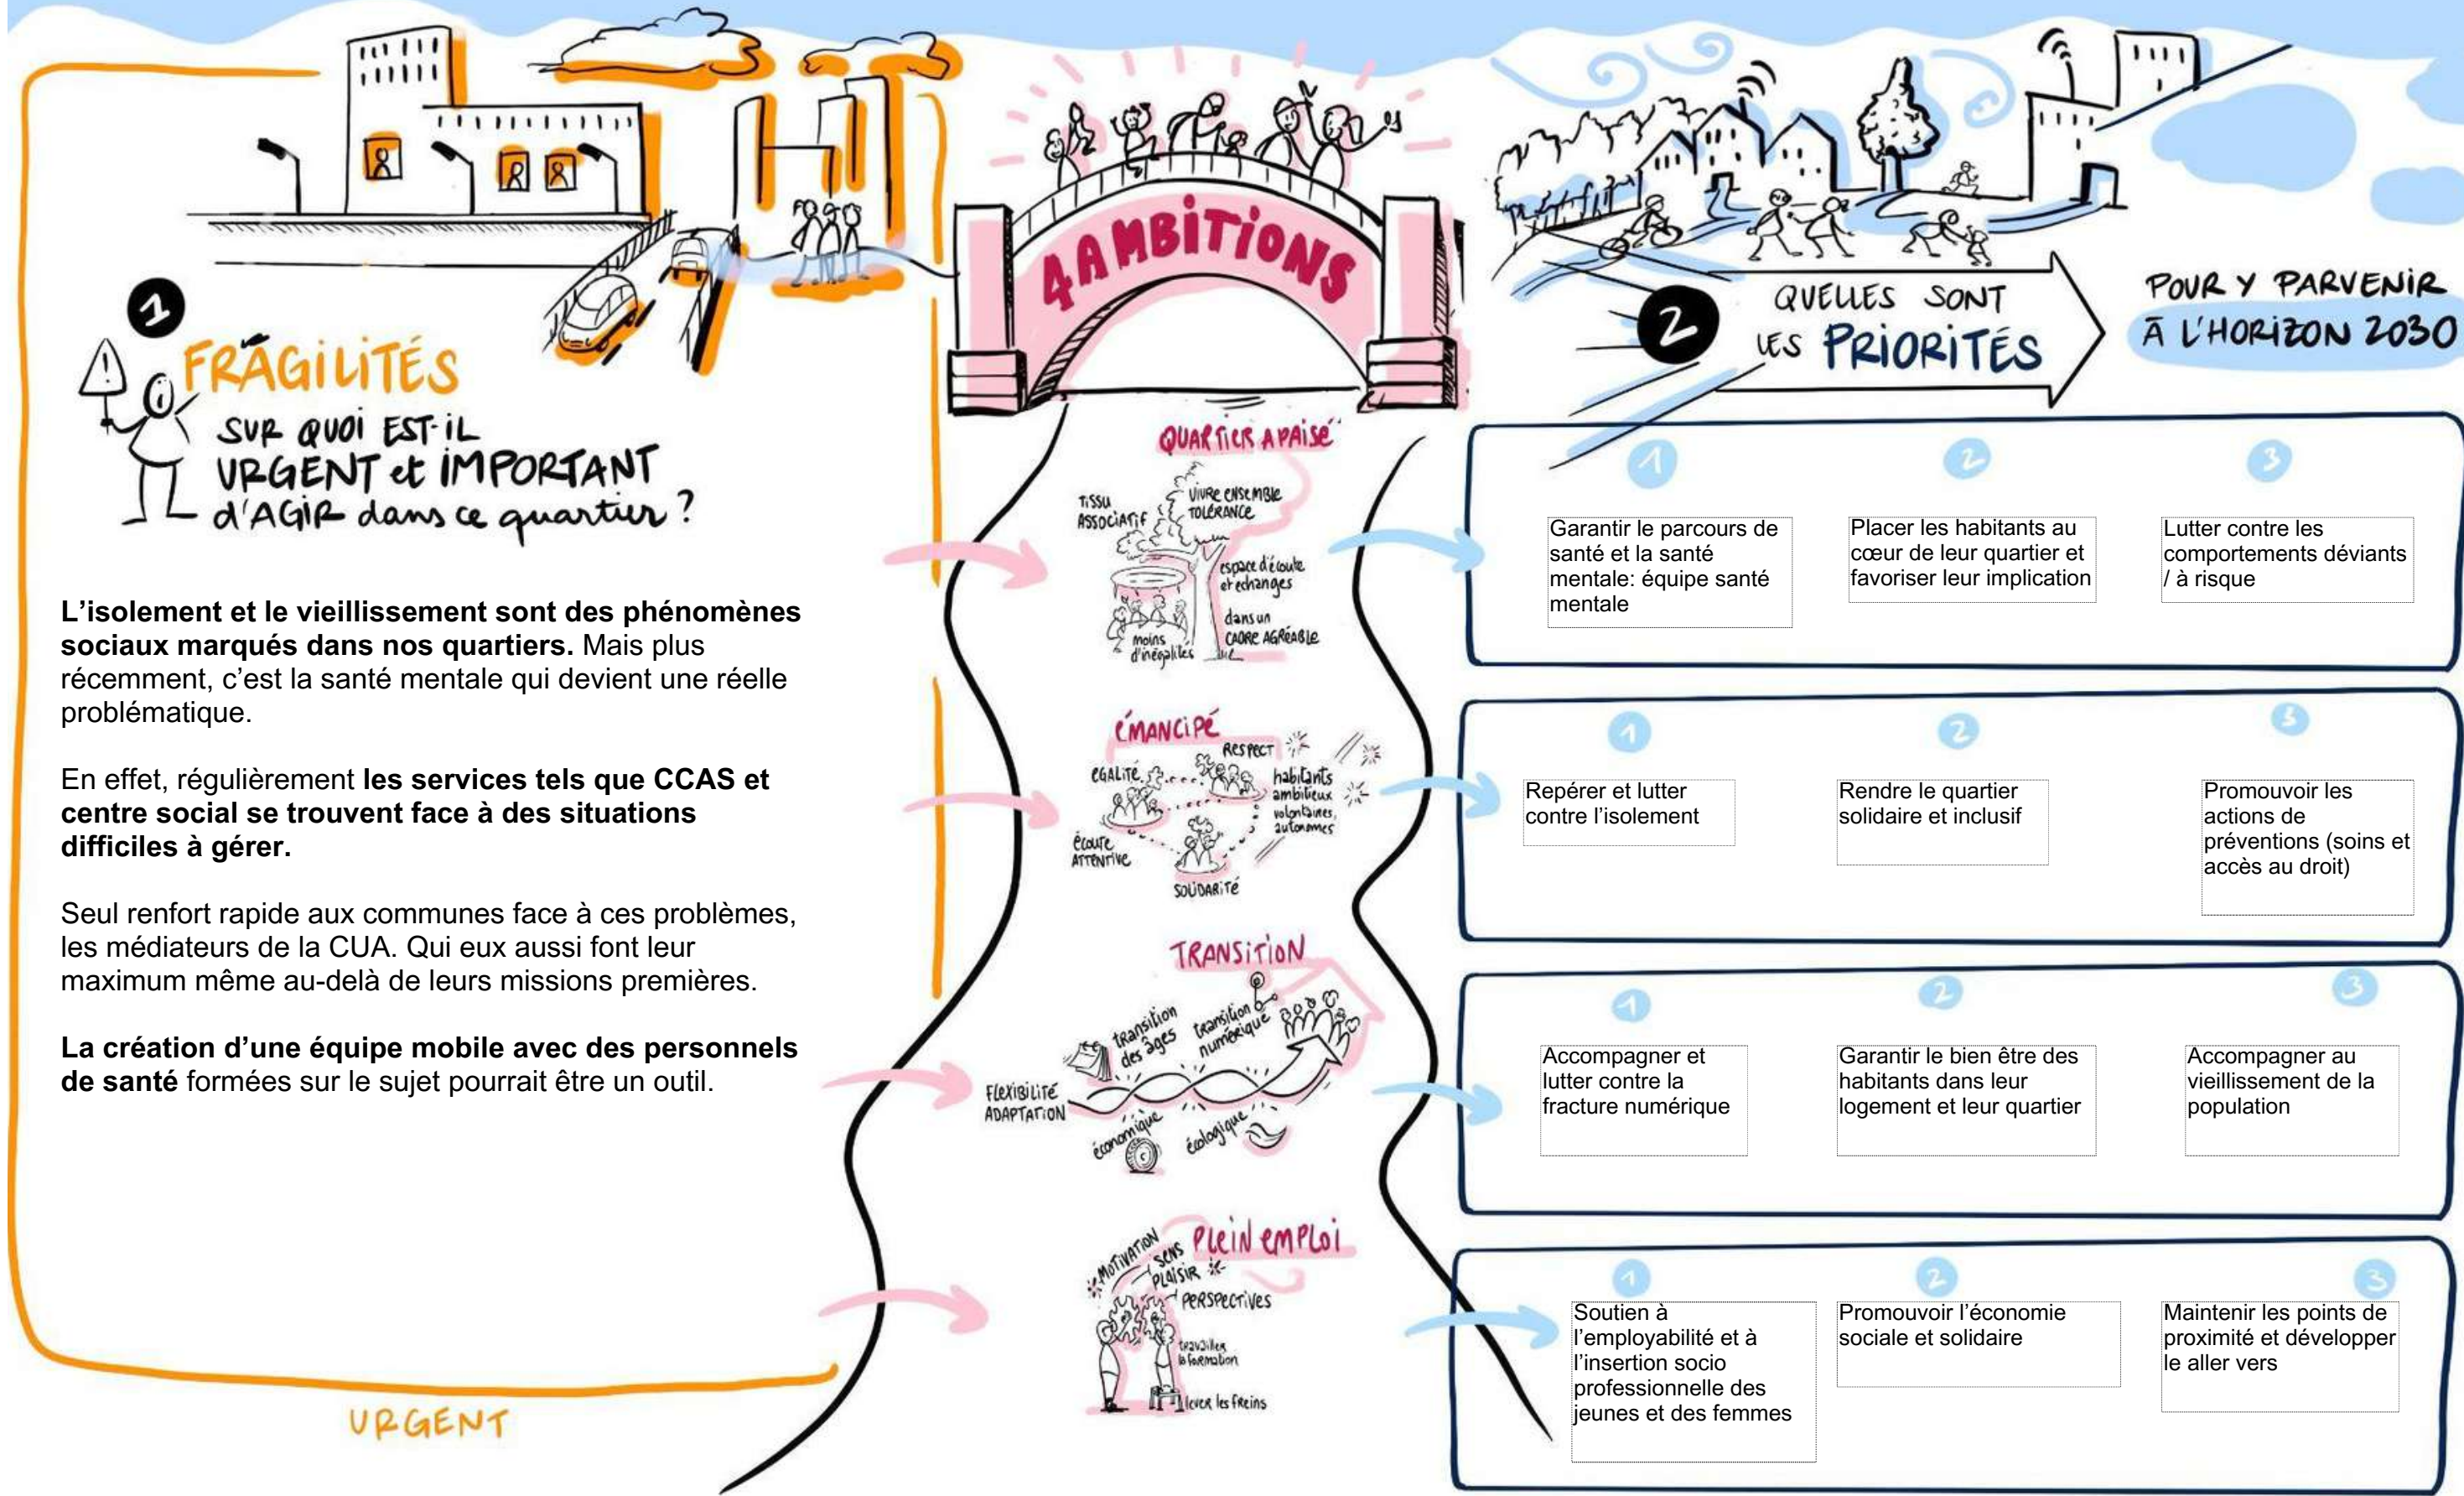 1
FRAGILITÉS
SUR QUOI EST-IL
URGENT et IMPORTANT
d'AGIR dans ce quartier ?
L'isolement et le vieillissement sont des phénomènes
sociaux marqués dans nos quartiers. Mais plus
récemment, c'est la santé mentale qui devient une réelle
problématique.
En effet, régulièrement les services tels que CCAS et
centre social se trouvent face à des situations
difficiles à gérer.
Seul renfort rapide aux communes face à ces problèmes,
les médiateurs de la CUA. Qui eux aussi font leur
maximum même au-delà de leurs missions premières.
La création d'une équipe mobile avec des personnels
de santé formées sur le sujet pourrait être un outil.
URGENT
4 AMBITIONS
QUARTIER APAISÉ
TISSU
ASSOCIATIF
VIVRE ENSEMBLE
TOLÉRANCE
espace d'écoute
et echanges
dans un
CADRE AGRÉABLE
moins
d'inégalités
ÉMANCIPÉ
RESPECT
EGALITÉ
habitants
ambitieux
volontaires,
autonomes
écoute
ATTENTIVE
SOLIDARITÉ
TRANSITION
transition
des âges
transition
numérique
FLEXIBILITÉ
ADAPTATION
économique
écologique
PLEIN EMPLOI
MOTIVATION
SENS
PLAISIR
PERSPECTIVES
travailler
la formation
lever les freins
2
QUELLES SONT
LES PRIORITÉS
POUR Y PARVENIR
À L'HORIZON 2030
1
Garantir le parcours de
santé et la santé
mentale: équipe santé
mentale
2
Placer les habitants au
cœur de leur quartier et
favoriser leur implication
3
Lutter contre les
comportements déviants
/ à risque
1
Repérer et lutter
contre l'isolement
2
Rendre le quartier
solidaire et inclusif
3
Promouvoir les
actions de
préventions (soins et
accès au droit)
1
Accompagner et
lutter contre la
fracture numérique
2
Garantir le bien être des
habitants dans leur
logement et leur quartier
3
Accompagner au
vieillissement de la
population
1
Soutien à
l'employabilité et à
l'insertion socio
professionnelle des
jeunes et des femmes
2
Promouvoir l'économie
sociale et solidaire
3
Maintenir les points de
proximité et développer
le aller vers